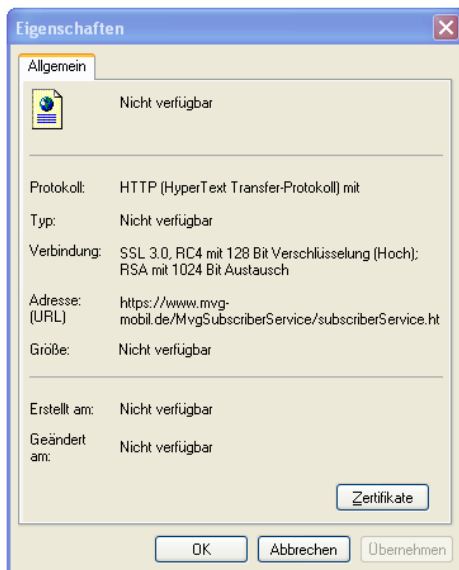 Eigenschaften
Allgemein
Nicht verfügbar
Protokoll: HTTP (HyperText Transfer-Protokoll) mit
Typ: Nicht verfügbar
Verbindung: SSL 3.0, RC4 mit 128 Bit Verschlüsselung (Hoch);
RSA mit 1024 Bit Austausch
Adresse: https://www.mvg-
(URL) mobil.de/MvgSubscriberService/subscriberService.ht
Größe: Nicht verfügbar
Erstellt am: Nicht verfügbar
Geändert Nicht verfügbar
am:
Zertifikate
OK Abbrechen Übernehmen